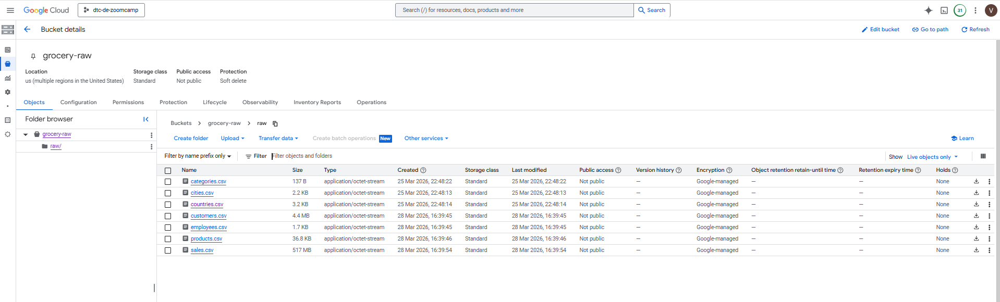 Google Cloud dtc-de-zoomcamp Search (/) for resources, docs, products and more Search 31 V
Bucket details Edit bucket Go to path Refresh
grocery-raw
Location Storage class Public access Protection
us (multiple regions in the United States) Standard Not public Soft delete
Objects Configuration Permissions Protection Lifecycle Observability Inventory Reports Operations
Folder browser
grocery-raw
raw/
Buckets grocery-raw raw
Create folder Upload Transfer data Create batch operations New Other services Learn
Filter by name prefix only Filter Filter objects and folders Show Live objects only
Name Size Type Created Storage class Last modified Public access Version history Encryption Object retention retain-until time Retention expiry time Holds
categories.csv 137 B application/octet-stream 25 Mar 2026, 22:48:22 Standard 25 Mar 2026, 22:48:22 Not public — Google-managed — — None
cities.csv 2.2 KB application/octet-stream 25 Mar 2026, 22:48:13 Standard 25 Mar 2026, 22:48:13 Not public — Google-managed — — None
countries.csv 3.2 KB application/octet-stream 25 Mar 2026, 22:48:14 Standard 25 Mar 2026, 22:48:14 Not public — Google-managed — — None
customers.csv 4.4 MB application/octet-stream 28 Mar 2026, 16:39:45 Standard 28 Mar 2026, 16:39:45 Not public — Google-managed — — None
employees.csv 1.7 KB application/octet-stream 28 Mar 2026, 16:39:45 Standard 28 Mar 2026, 16:39:45 Not public — Google-managed — — None
products.csv 36.8 KB application/octet-stream 28 Mar 2026, 16:39:46 Standard 28 Mar 2026, 16:39:46 Not public — Google-managed — — None
sales.csv 517 MB application/octet-stream 28 Mar 2026, 16:39:54 Standard 28 Mar 2026, 16:39:54 Not public — Google-managed — — None